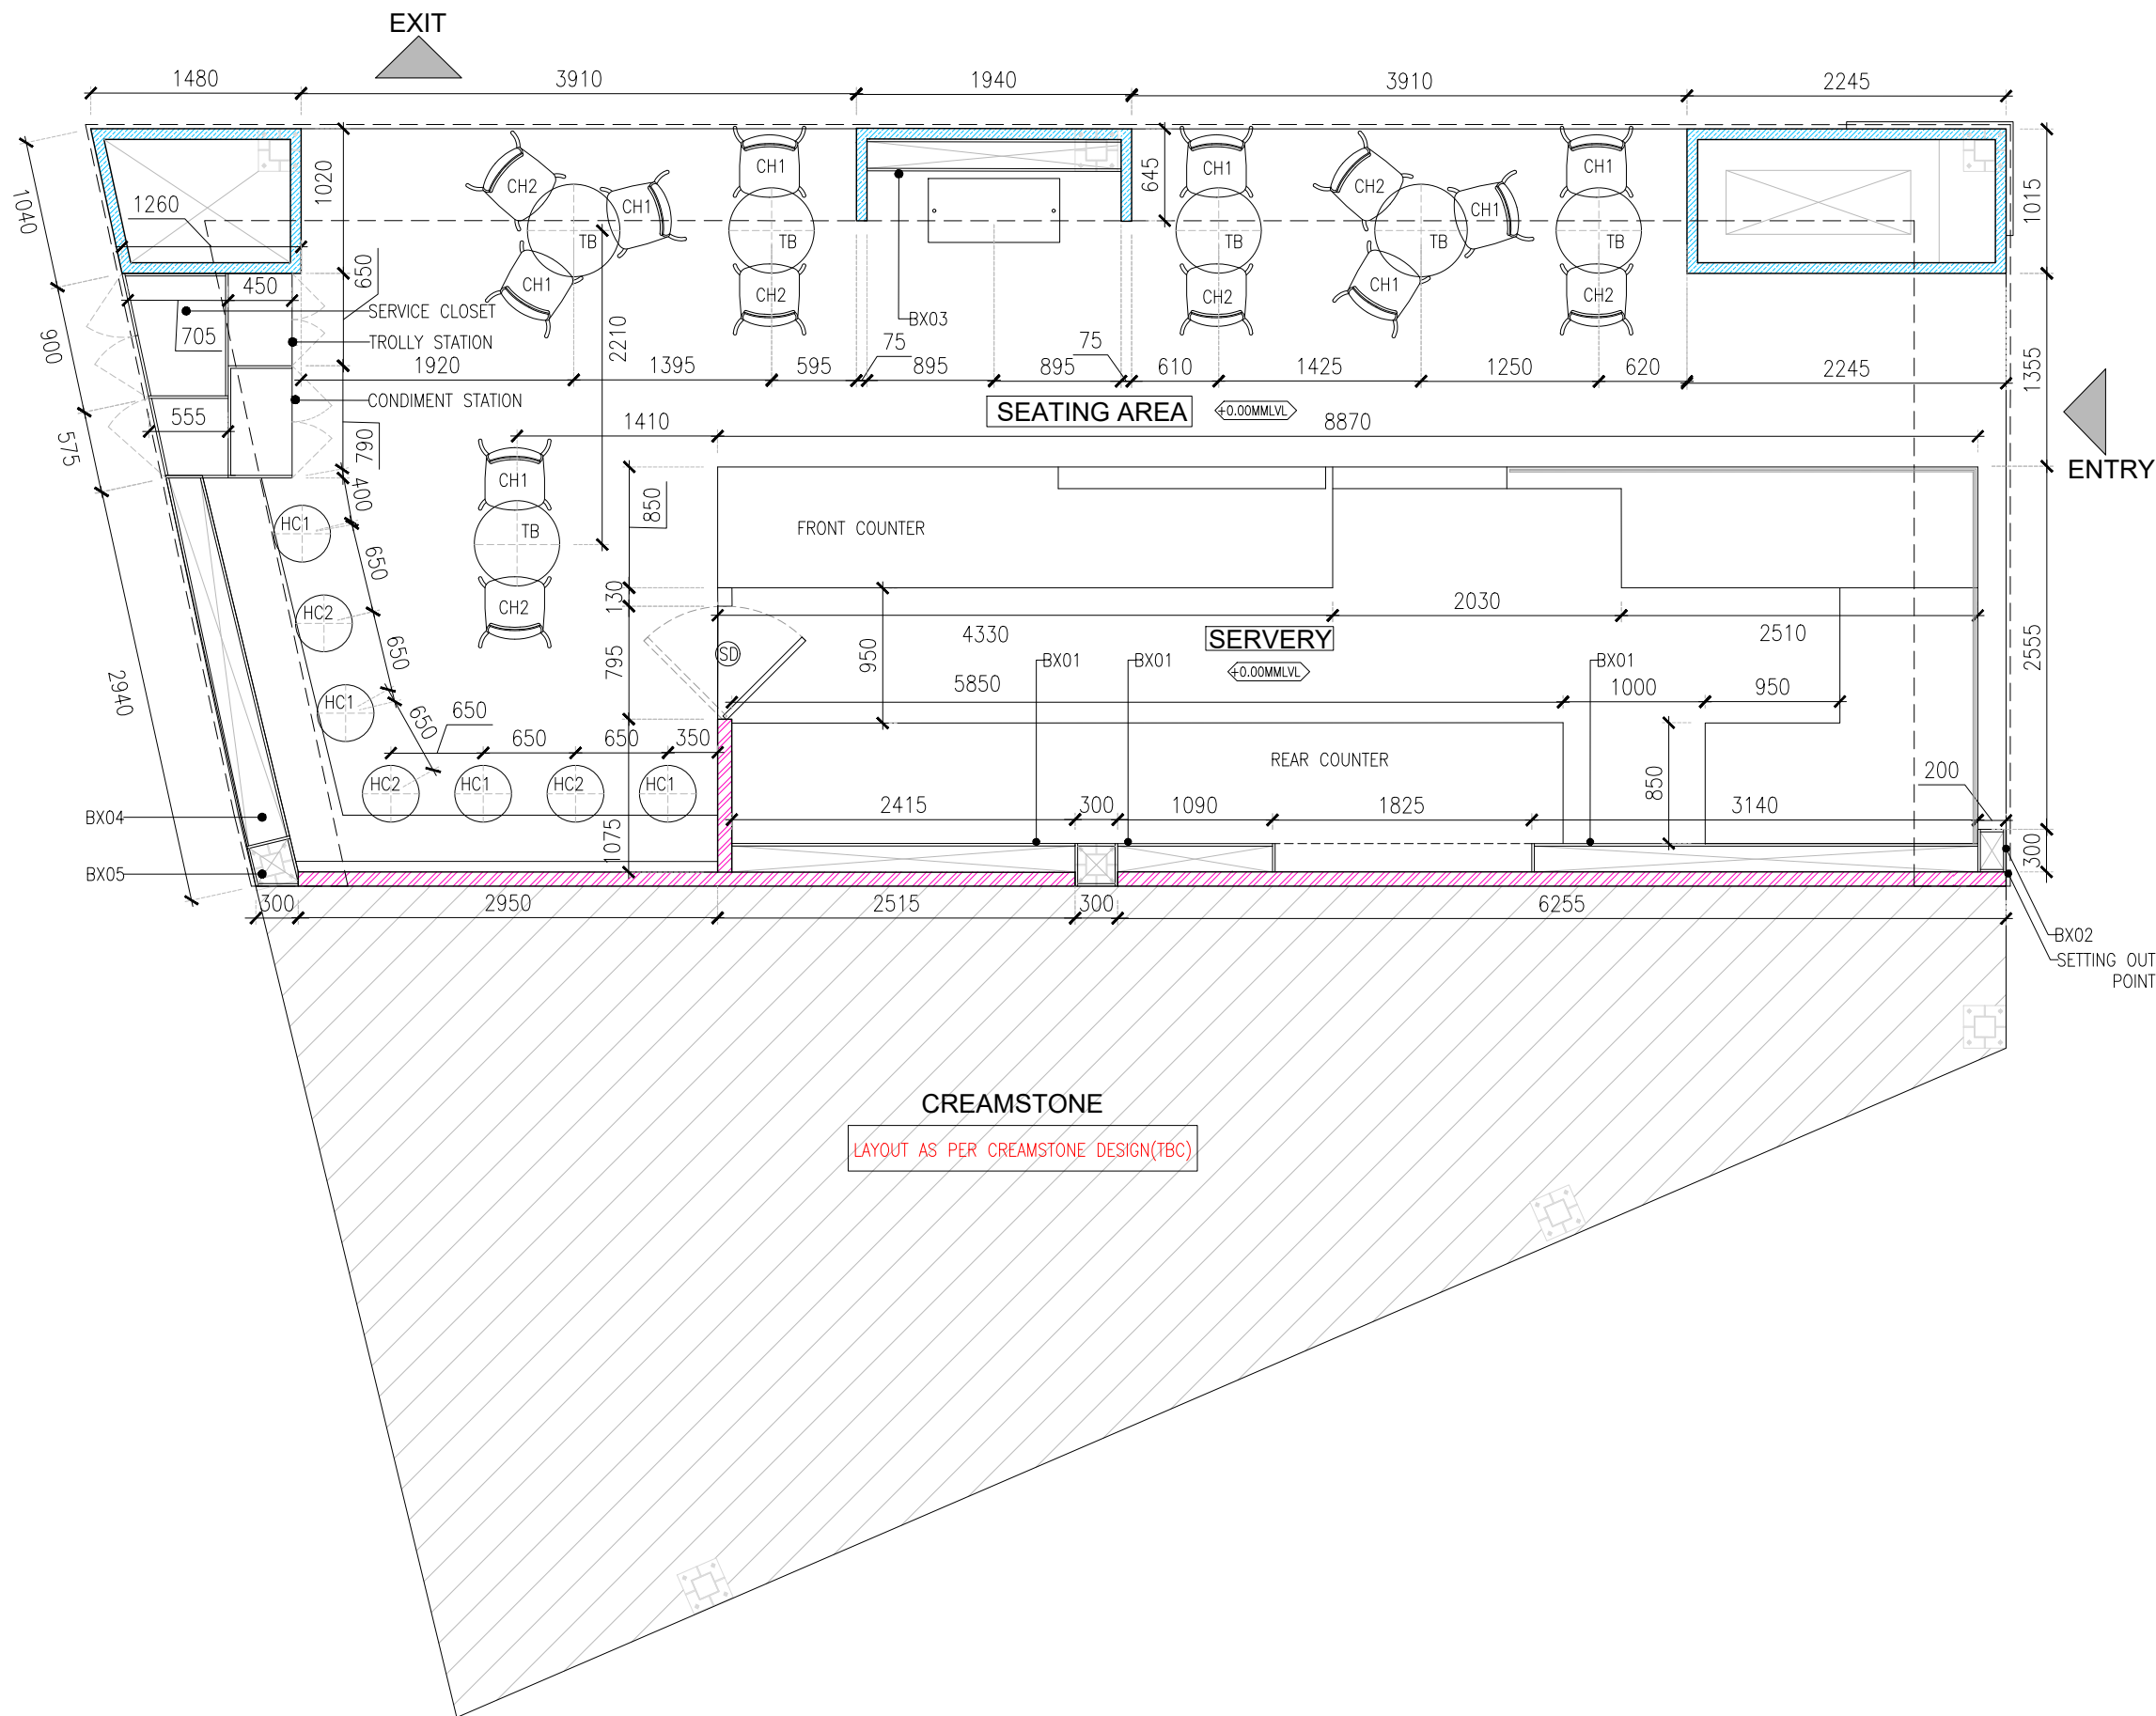 EXIT
1480
3910
1940
3910
2245
1040
900
575
2940
1020
1260
650
450
705
555
760
400
SERVICE CLOSET
TROLLY STATION
CONDIMENT STATION
CH2
CH1
TB
CH1
CH1
TB
CH2
2210
645
BX03
CH1
TB
CH2
CH2
CH1
TB
CH1
CH1
TB
CH2
1015
1355
2555
300
1920
1395
595
75
895
895
75
610
1425
1250
620
2245
SEATING AREA
+0.00MMLVL
ENTRY
1410
8870
CH1
TB
CH2
850
130
795
1075
FRONT COUNTER
HC1
HC2
HC1
HC2
HC1
HC2
HC1
650
650
650
650
650
650
350
SD
950
4330
2030
2510
SERVERY
+0.00MMLVL
BX01
BX01
BX01
5850
1000
950
REAR COUNTER
850
200
2415
300
1090
1825
3140
BX04
BX05
300
2950
2515
300
6255
BX02
SETTING OUT
POINT
CREAMSTONE
LAYOUT AS PER CREAMSTONE DESIGN(TBC)